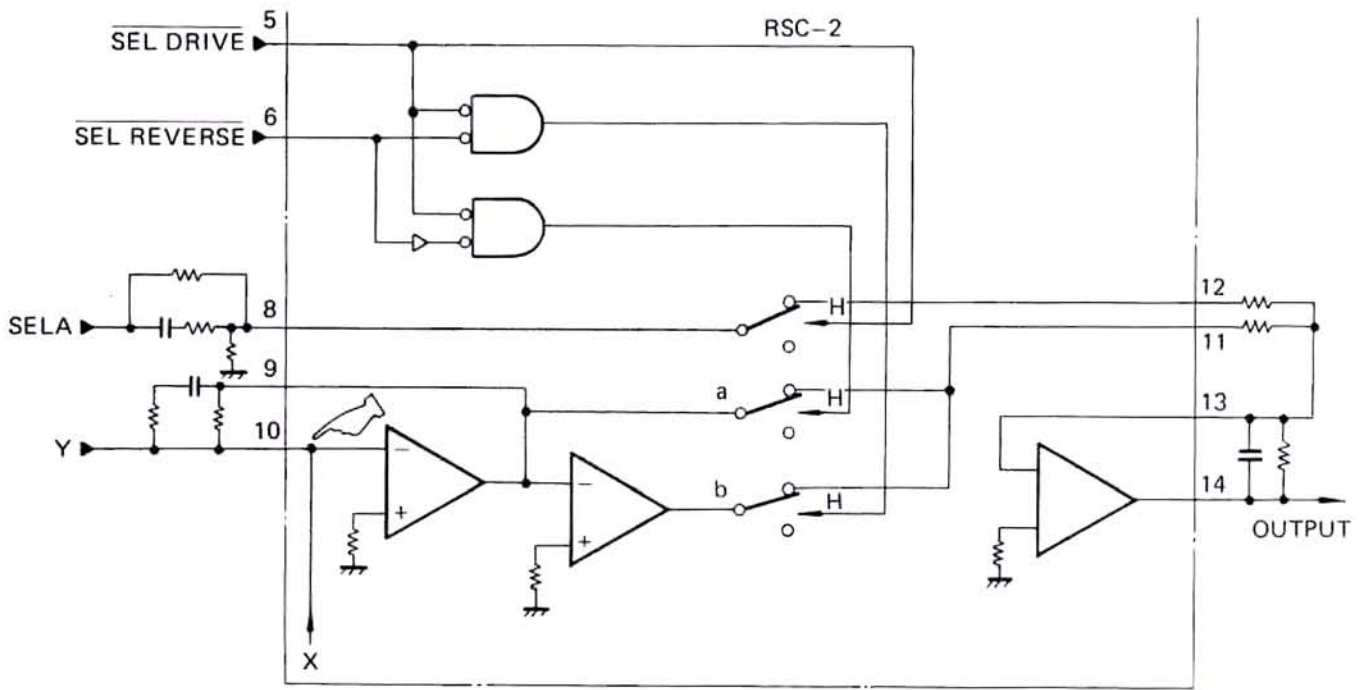 5
SEL DRIVE
RSC-2
6
SEL REVERSE
8
SELA
H
12
11
9
a
H
10
Y
−
+
−
+
b
H
13
14
OUTPUT
X